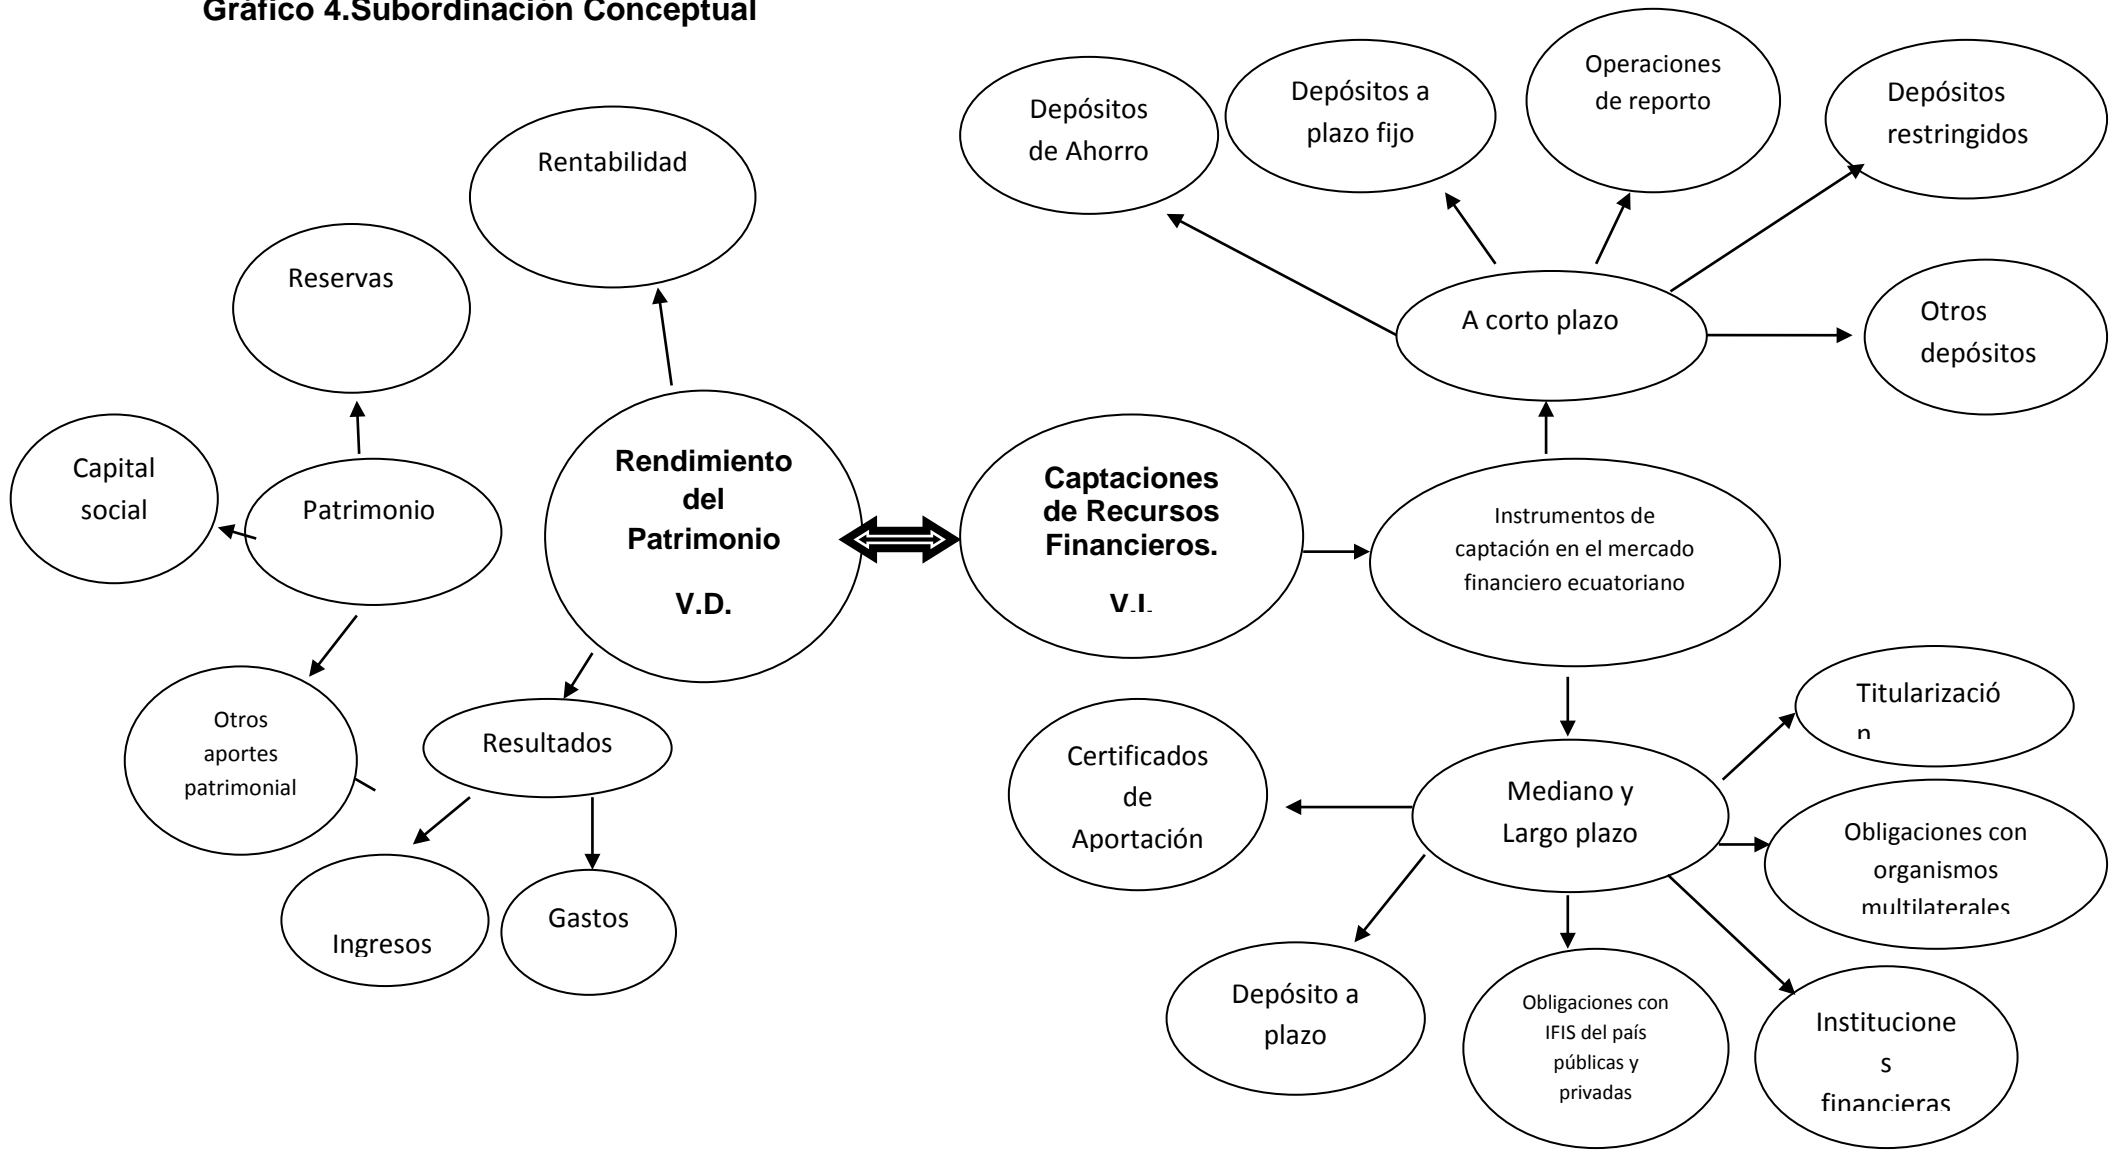 Gráfico 4.Subordinación Conceptual
Rentabilidad
Reservas
Capital
social
Patrimonio
Otros
aportes
patrimonial
Rendimiento
del
Patrimonio
V.D.
Resultados
Ingresos
Gastos
Captaciones
de Recursos
Financieros.
V.I.
Instrumentos de
captación en el mercado
financiero ecuatoriano
A corto plazo
Depósitos
de Ahorro
Depósitos a
plazo fijo
Operaciones
de reporto
Depósitos
restringidos
Otros
depósitos
Mediano y
Largo plazo
Certificados
de
Aportación
Depósito a
plazo
Obligaciones con
IFIS del país
públicas y
privadas
Institucione
s
financieras
Obligaciones con
organismos
multilaterales
Titularizació
n